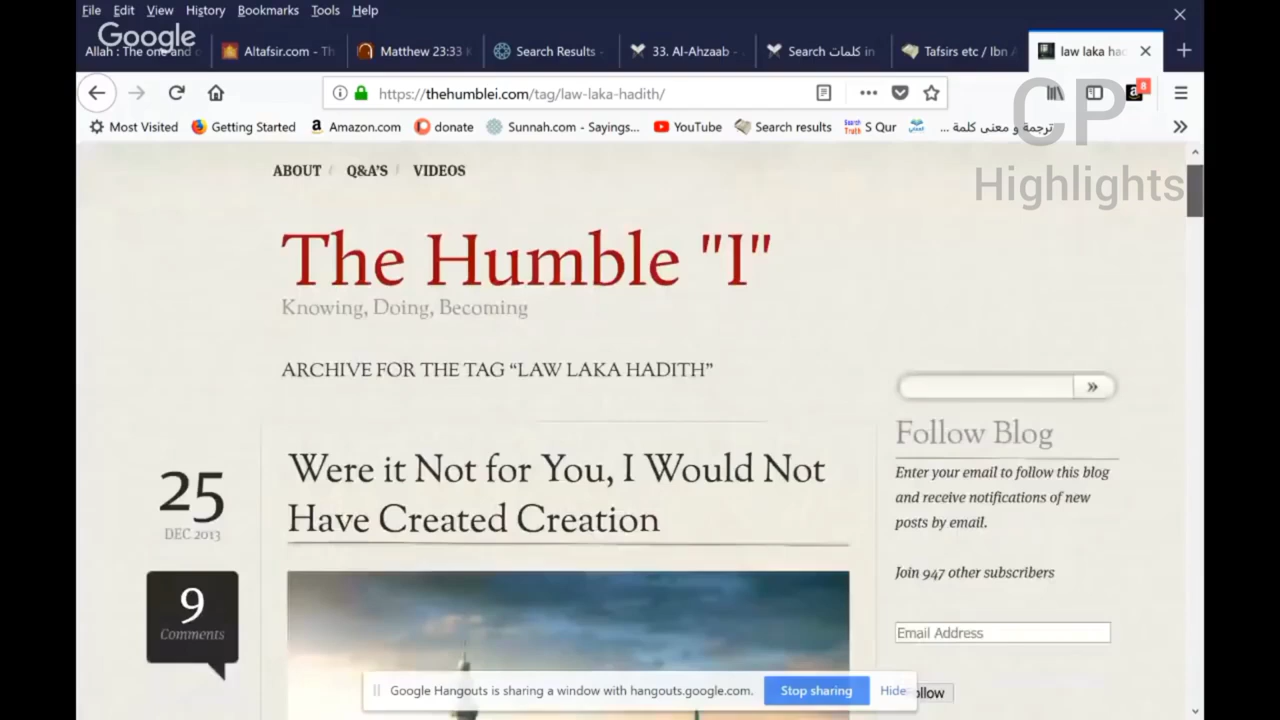 File Edit View History Bookmarks Tools Help
Google
Allah : The one and o
Altafsir.com - Th
Matthew 23:33
Search Results -
33. Al-Ahzaab -
Search كلمات in
Tafsirs etc / Ibn A
law laka had
https://thehumblei.com/tag/law-laka-hadith/
8
Most Visited Getting Started Amazon.com donate Sunnah.com - Sayings... YouTube Search results S Qur ترجمة و معنى كلمة ...
CP
Highlights
ABOUT / Q&A'S / VIDEOS
The Humble "I"
Knowing, Doing, Becoming
ARCHIVE FOR THE TAG “LAW LAKA HADITH”
25
DEC 2013
9
Comments
Were it Not for You, I Would Not
Have Created Creation
Follow Blog
Enter your email to follow this blog
and receive notifications of new
posts by email.
Join 947 other subscribers
Email Address
ollow
Google Hangouts is sharing a window with hangouts.google.com. Stop sharing Hide